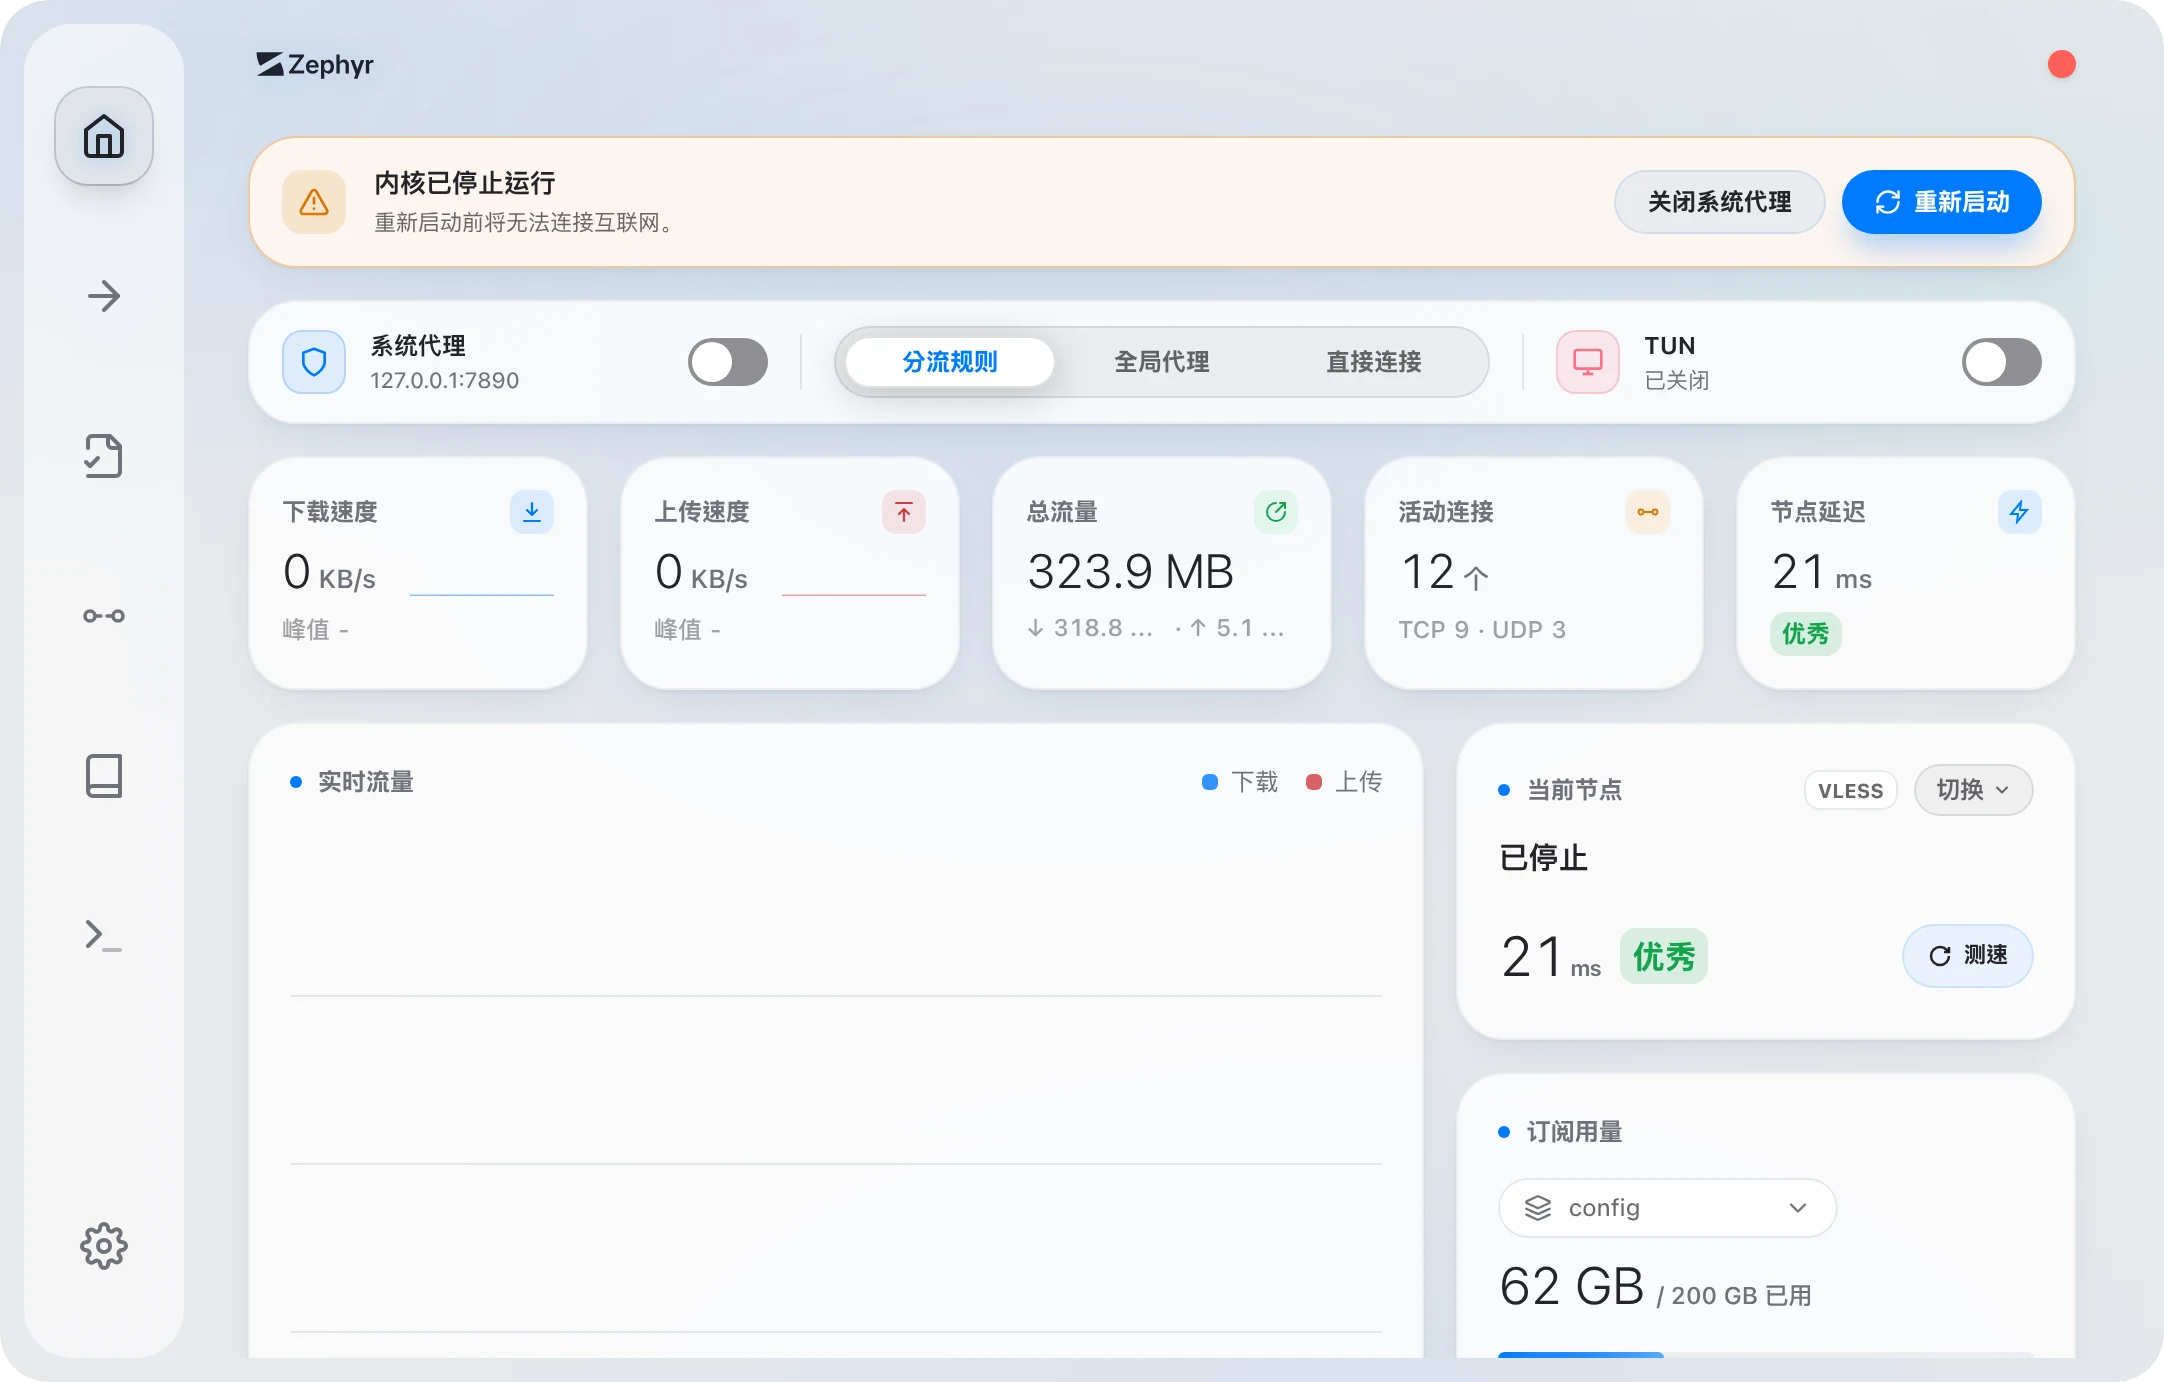 Zephyr
内核已停止运行
重新启动前将无法连接互联网。
关闭系统代理
重新启动
系统代理
127.0.0.1:7890
分流规则
全局代理
直接连接
TUN
已关闭
下载速度
0 KB/s
峰值 -
上传速度
0 KB/s
峰值 -
总流量
323.9 MB
↓ 318.8 ... · ↑ 5.1 ...
活动连接
12 个
TCP 9 · UDP 3
节点延迟
21 ms
优秀
实时流量
下载
上传
当前节点
VLESS
切换
已停止
21 ms
优秀
测速
订阅用量
config
62 GB / 200 GB 已用